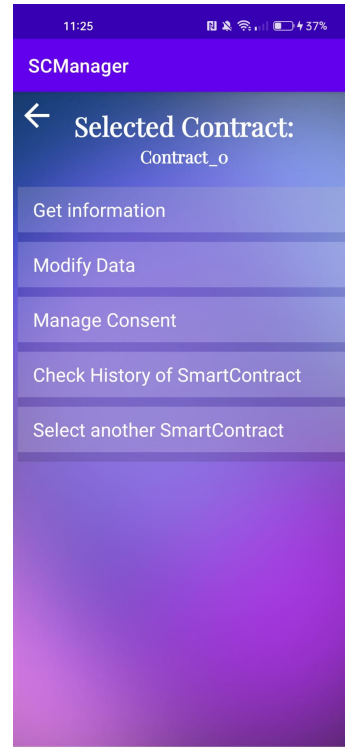 11:25 37%
SCManager
Selected Contract:
Contract_0
Get information
Modify Data
Manage Consent
Check History of SmartContract
Select another SmartContract